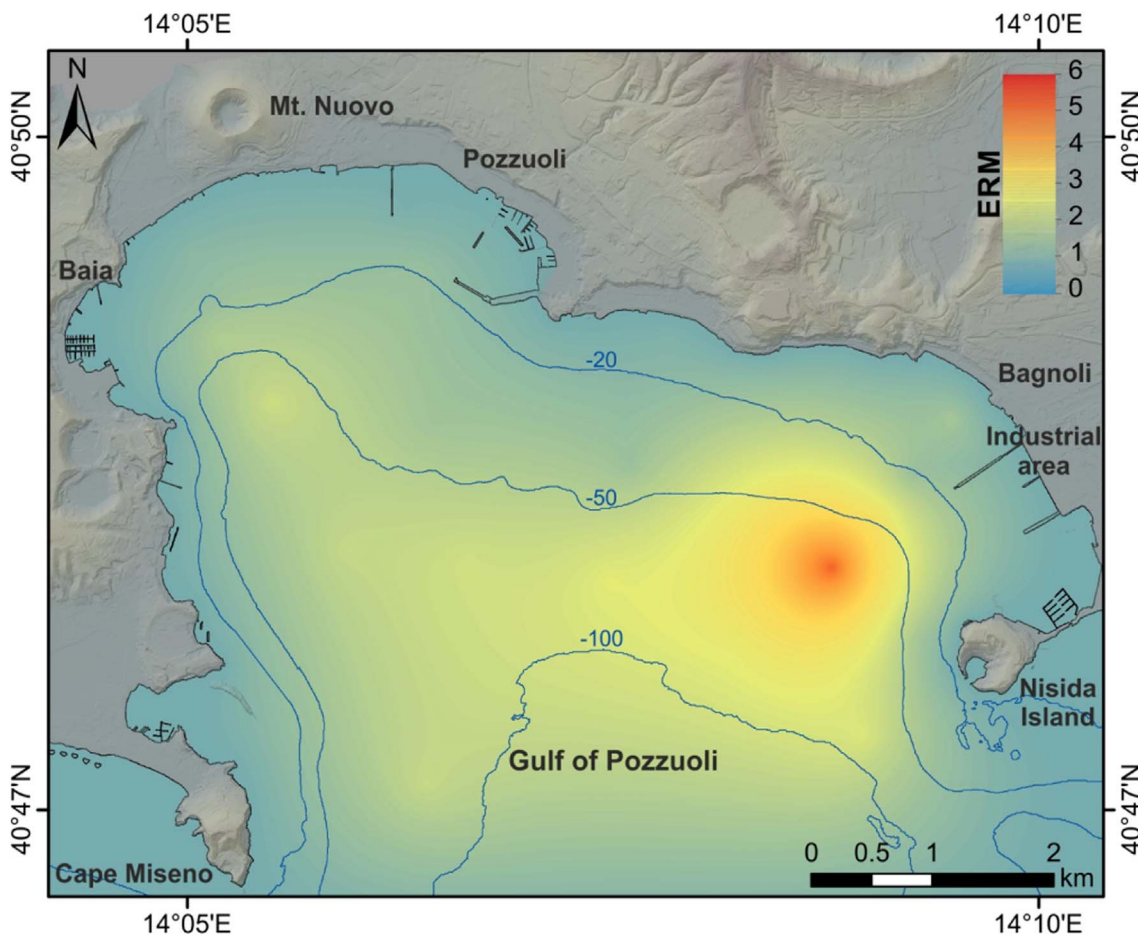 14°05'E
14°10'E
N
Mt. Nuovo
Pozzuoli
40°50'N
40°50'N
ERM
6
5
4
3
2
1
0
Baia
-20
Bagnoli
Industrial
area
-50
-100
Nisida
Island
Gulf of Pozzuoli
40°47'N
40°47'N
Cape Miseno
0 0.5 1 2
km
14°05'E
14°10'E